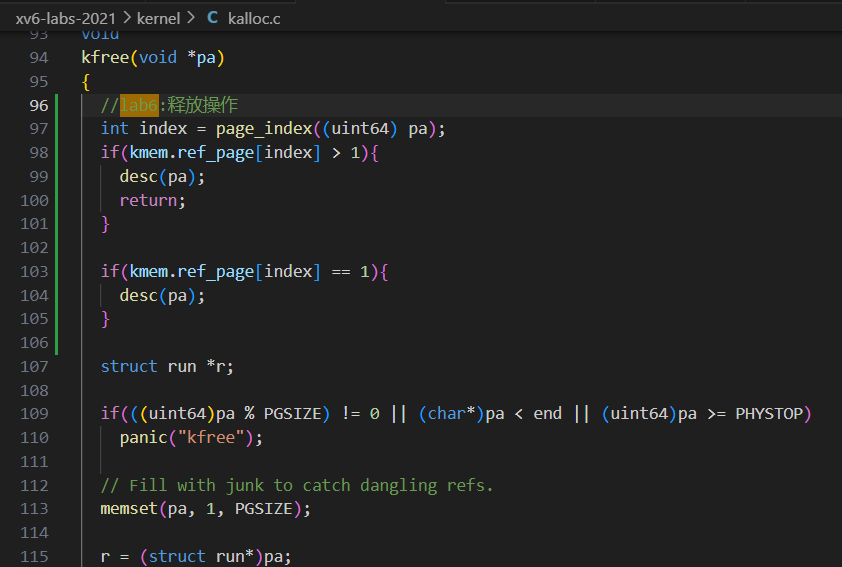 xv6-labs-2021 > kernel > C kalloc.c
93 void
94 kfree(void *pa)
95 {
96 //lab6:释放操作
97 int index = page_index((uint64) pa);
98 if(kmem.ref_page[index] > 1){
99 desc(pa);
100 return;
101 }
102
103 if(kmem.ref_page[index] == 1){
104 desc(pa);
105 }
106
107 struct run *r;
108
109 if(((uint64)pa % PGSIZE) != 0 || (char*)pa < end || (uint64)pa >= PHYSTOP)
110 panic("kfree");
111
112 // Fill with junk to catch dangling refs.
113 memset(pa, 1, PGSIZE);
114
115 r = (struct run*)pa;